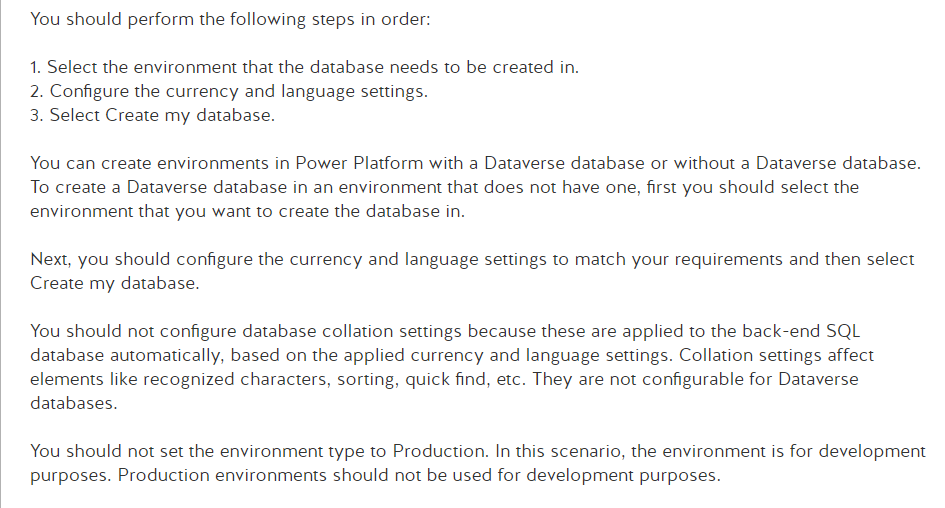 You should perform the following steps in order:
1. Select the environment that the database needs to be created in.
2. Configure the currency and language settings.
3. Select Create my database.
You can create environments in Power Platform with a Dataverse database or without a Dataverse database.
To create a Dataverse database in an environment that does not have one, first you should select the
environment that you want to create the database in.
Next, you should configure the currency and language settings to match your requirements and then select
Create my database.
You should not configure database collation settings because these are applied to the back-end SQL
database automatically, based on the applied currency and language settings. Collation settings affect
elements like recognized characters, sorting, quick find, etc. They are not configurable for Dataverse
databases.
You should not set the environment type to Production. In this scenario, the environment is for development
purposes. Production environments should not be used for development purposes.